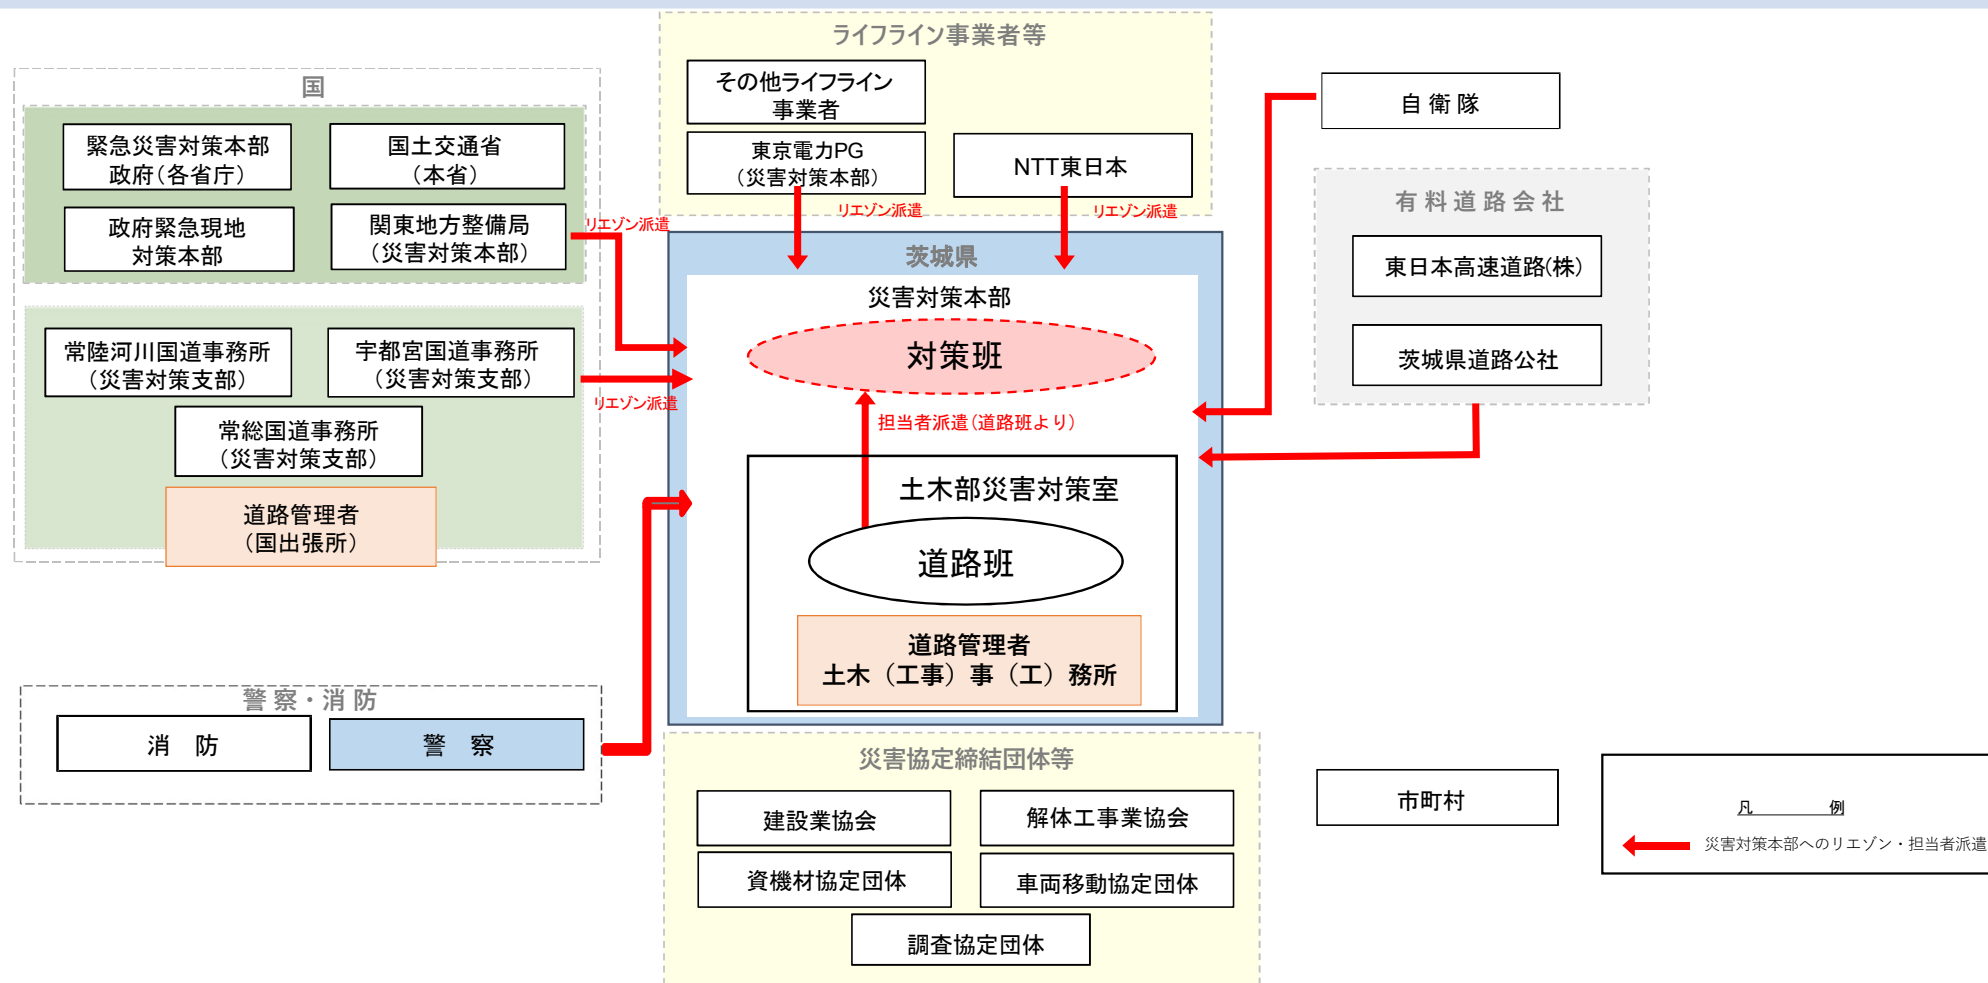 ライフライン事業者等
その他ライフライン
事業者
東京電力PG
（災害対策本部）
NTT東日本
リエゾン派遣
リエゾン派遣
国
緊急災害対策本部
政府（各省庁）
国土交通省
（本省）
政府緊急現地
対策本部
関東地方整備局
（災害対策本部）
リエゾン派遣
常陸河川国道事務所
（災害対策支部）
宇都宮国道事務所
（災害対策支部）
リエゾン派遣
常総国道事務所
（災害対策支部）
道路管理者
（国出張所）
茨城県
災害対策本部
対策班
担当者派遣（道路班より）
土木部災害対策室
道路班
道路管理者
土木（工事）事（工）務所
自衛隊
有料道路会社
東日本高速道路(株)
茨城県道路公社
警察・消防
消 防
警 察
災害協定締結団体等
建設業協会
解体工事業協会
資機材協定団体
車両移動協定団体
調査協定団体
市町村
凡 例
災害対策本部へのリエゾン・担当者派遣